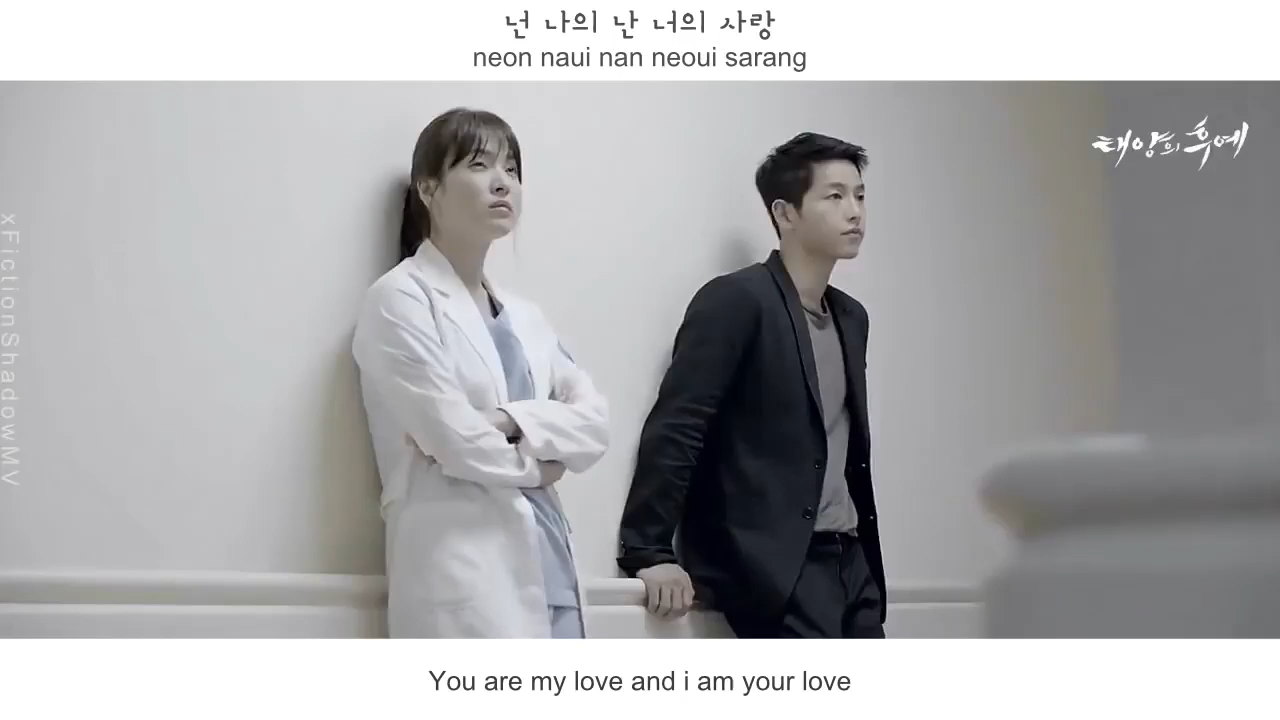 넌 나의 난 너의 사랑
neon naui nan neoui sarang
태양의 후예
xFictionShadowMV
You are my love and i am your love